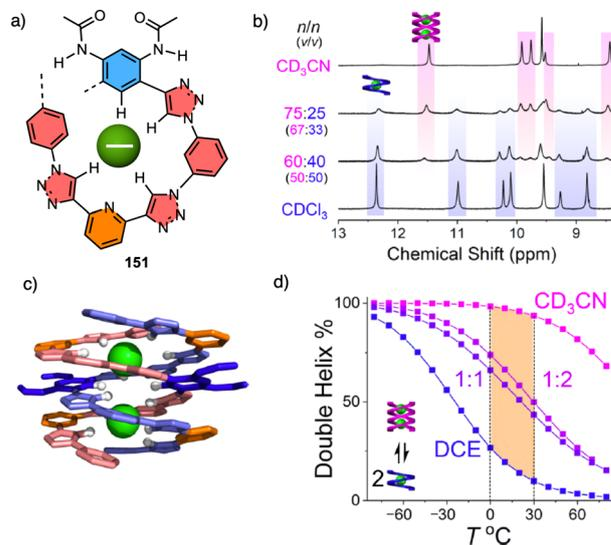 a)
O
O
N
H
N
H
H
N
N
N
H
N
N
N
H
H
N
N
N
N
N
N
N
151
b)
n/n
(v/v)
CD₃CN
75:25
(67:33)
60:40
(50:50)
CDCl₃
13 12 11 10 9
Chemical Shift (ppm)
c)
d)
100
50
0
Double Helix %
CD₃CN
1:1
1:2
DCE
2
−60 −30 0 30 60
T °C